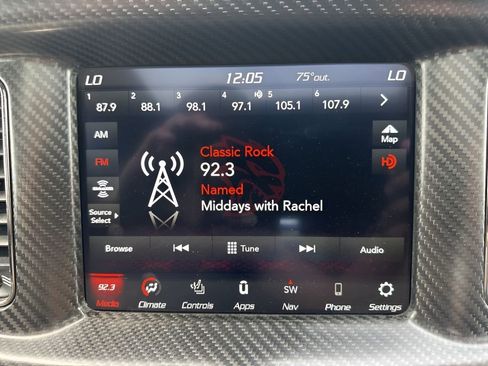 LO 12:05 75°out. LO
1 87.9 2 88.1 3 98.1 4 97.1 HD 5 105.1 6 107.9
AM
Map
FM
HD
Classic Rock
92.3
Named
Middays with Rachel
Source
Select
Browse Tune Audio
92.3 SW
Media Climate Controls Apps Nav Phone Settings